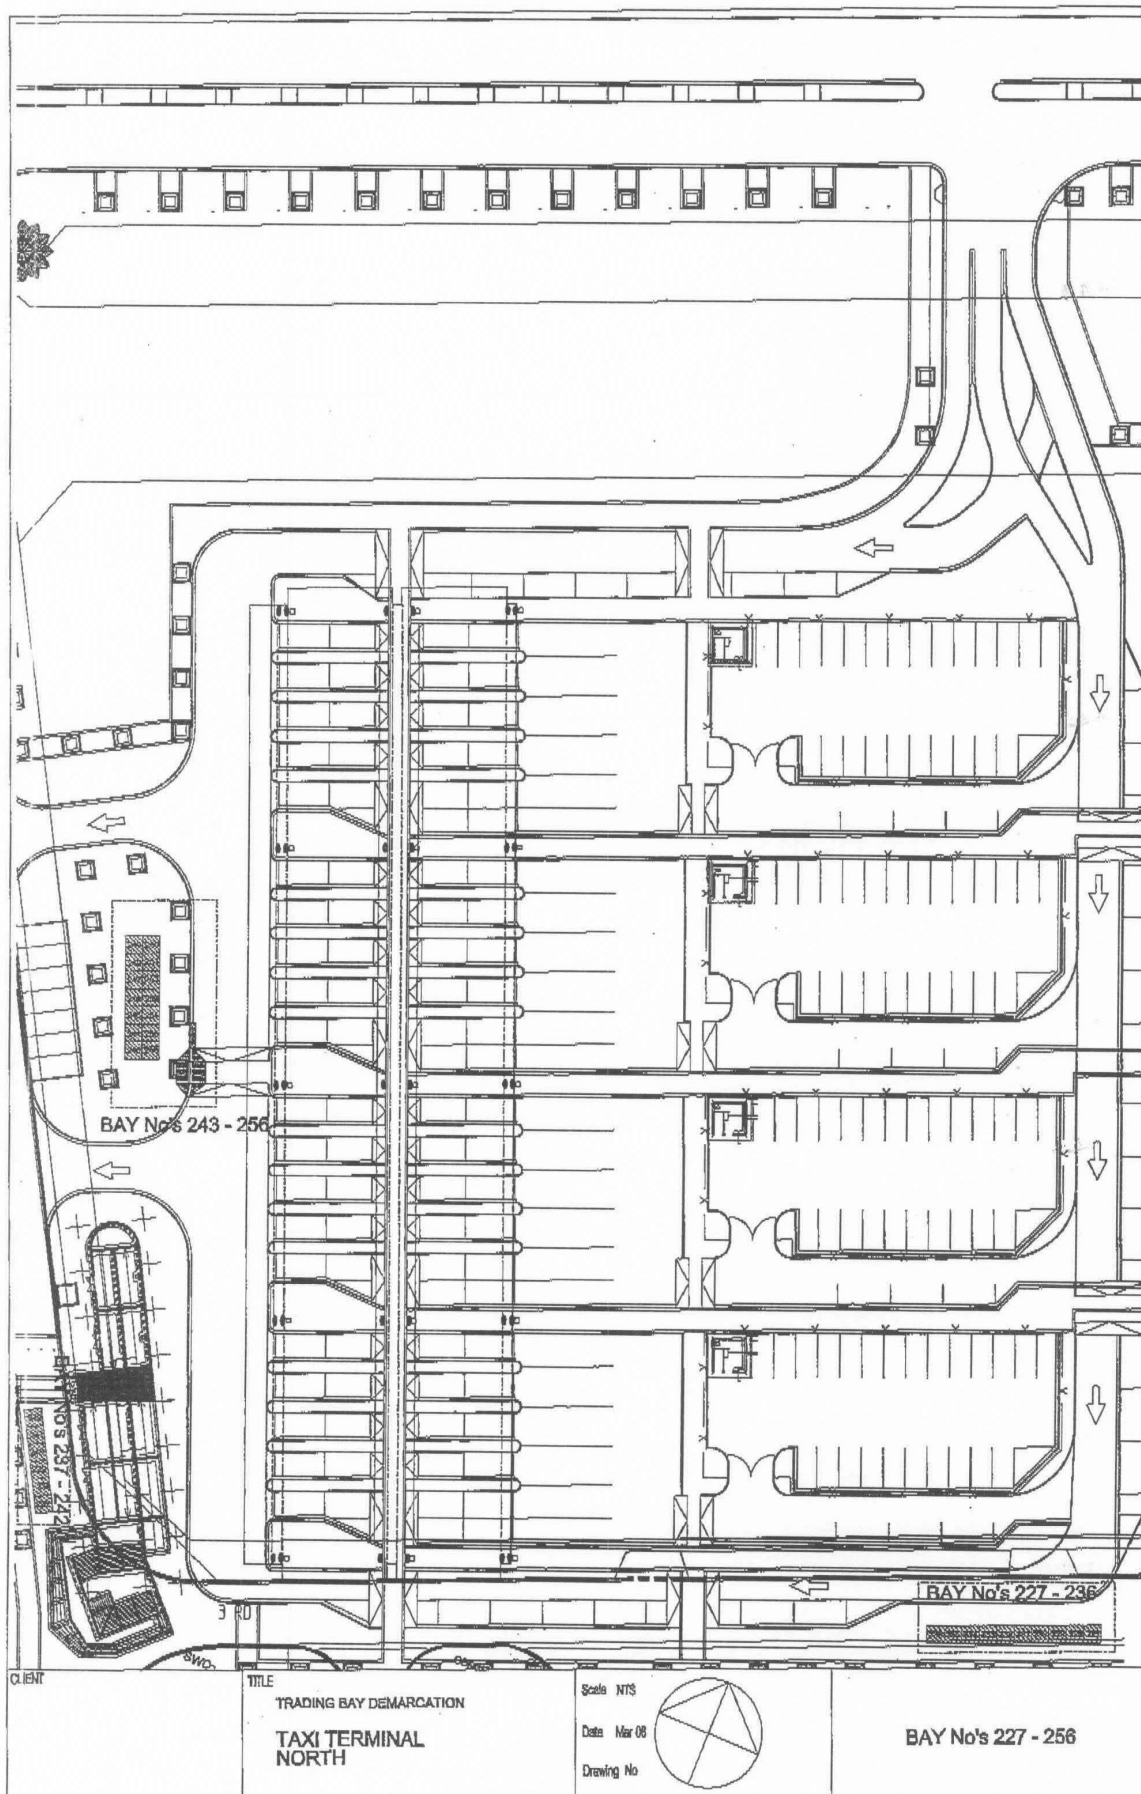 BAY No's 243 - 256
No's 237 - 242
BAY No's 227 - 236
3 RD
CLIENT
TITLE
TRADING BAY DEMARCATION
TAXI TERMINAL
NORTH
Scale NTS
Date Mar 08
Drawing No
BAY No's 227 - 256